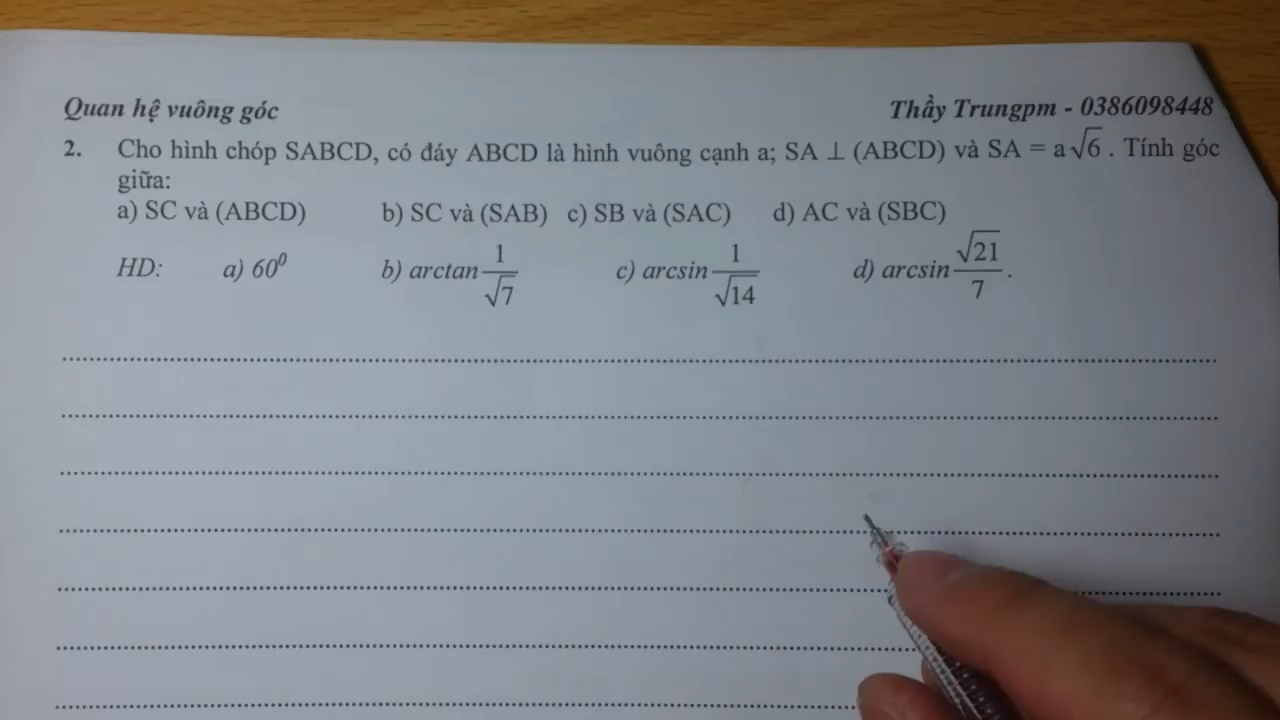 Quan hệ vuông góc Thầy Trungpm - 0386098448
2. Cho hình chóp SABCD, có đáy ABCD là hình vuông cạnh a; SA ⊥ (ABCD) và SA = a√6 . Tính góc
giữa:
a) SC và (ABCD) b) SC và (SAB) c) SB và (SAC) d) AC và (SBC)
HD: a) 60⁰ b) arctan 1/√7 c) arcsin 1/√14 d) arcsin √21/7 .